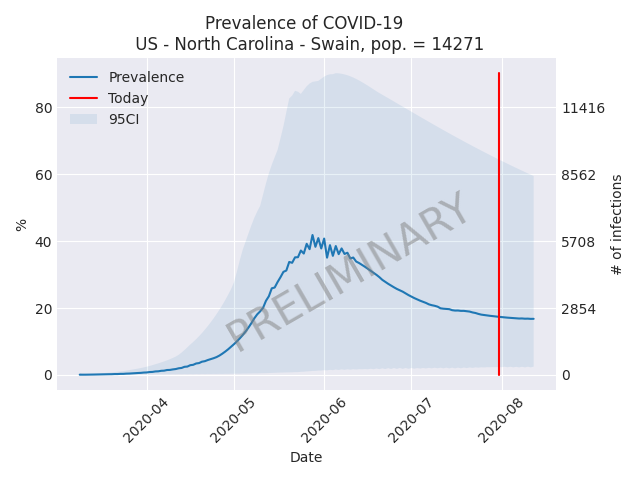 Prevalence of COVID-19
US - North Carolina - Swain, pop. = 14271
Prevalence
Today
95CI
80
60
40
20
0
%
11416
8562
5708
2854
0
# of infections
PRELIMINARY
2020-04
2020-05
2020-06
2020-07
2020-08
Date